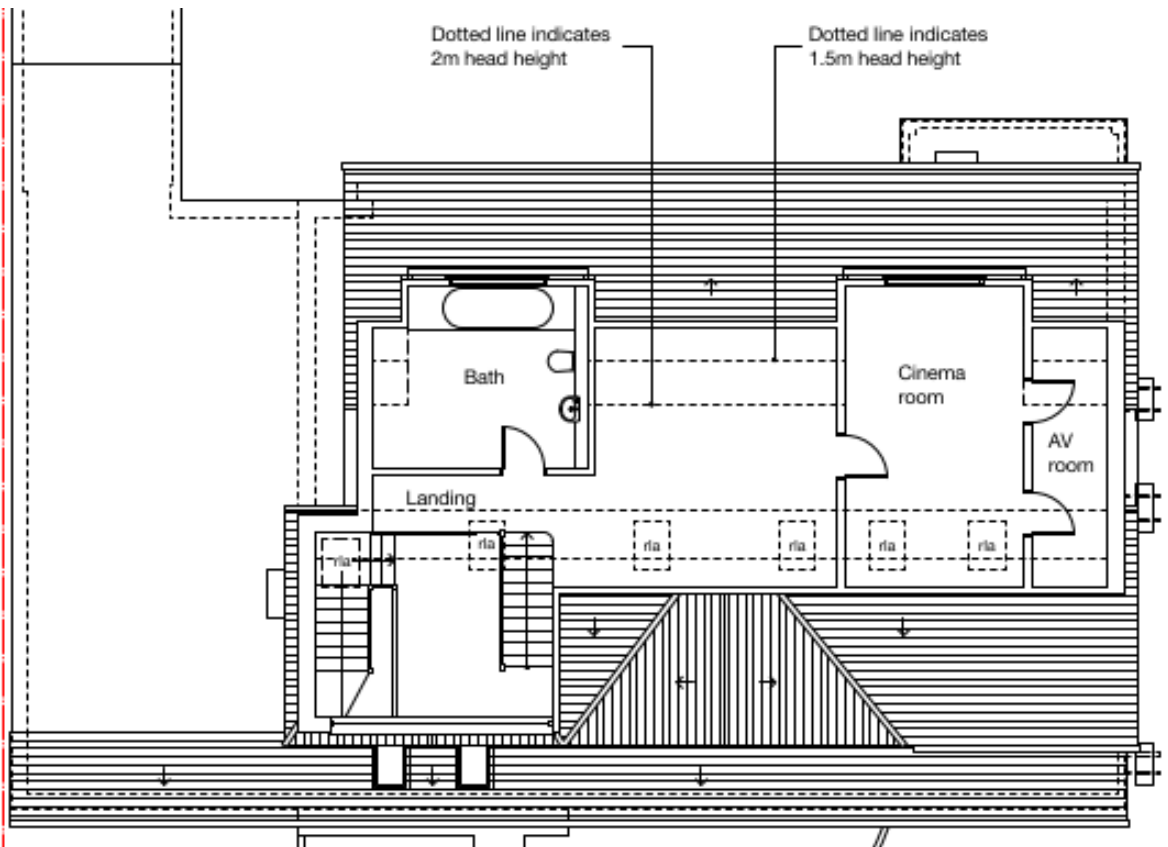 Dotted line indicates
2m head height
Dotted line indicates
1.5m head height
Bath
Cinema
room
AV
room
Landing
rla
rla
rla
rla
rla
rla